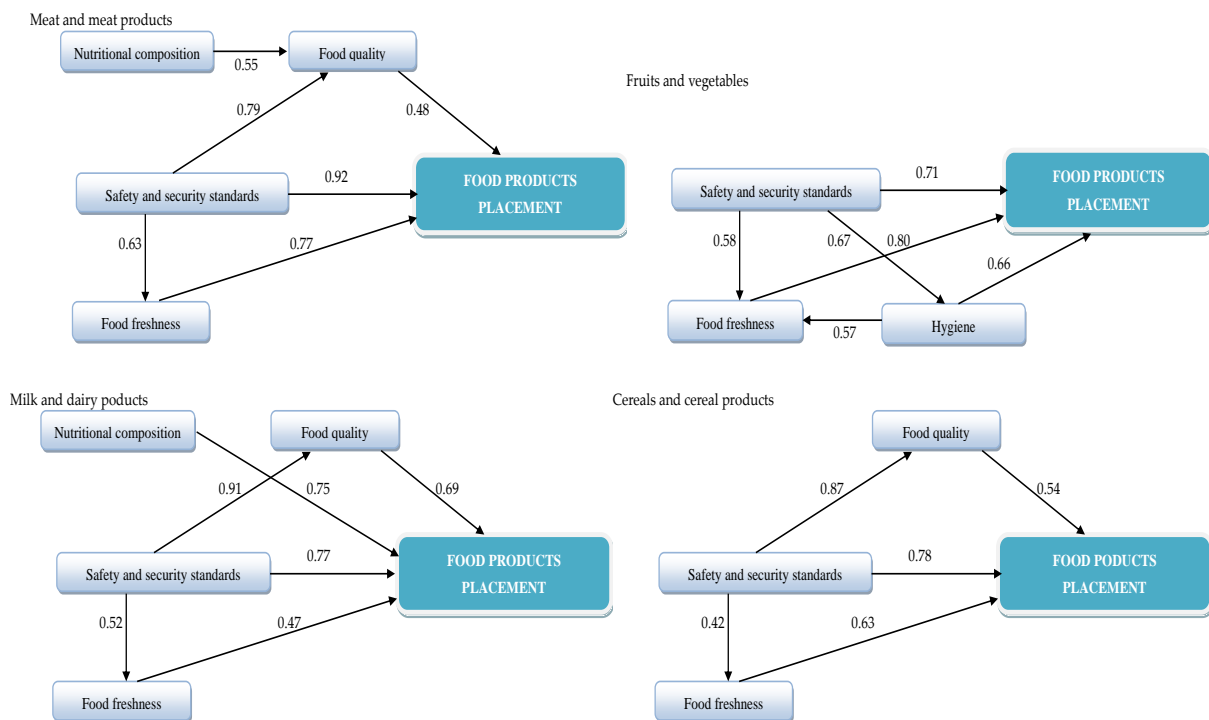 Meat and meat products
Nutritional composition
Food quality
0.55
0.79
0.48
Safety and security standards
0.92
FOOD PRODUCTS
PLACEMENT
0.63
0.77
Food freshness
Fruits and vegetables
Safety and security standards
0.71
FOOD PRODUCTS
PLACEMENT
0.58
0.67
0.80
0.66
Food freshness
0.57
Hygiene
Milk and dairy poducts
Nutritional composition
Food quality
0.91
0.75
0.69
Safety and security standards
0.77
FOOD PRODUCTS
PLACEMENT
0.52
0.47
Food freshness
Cereals and cereal products
Food quality
0.87
0.54
Safety and security standards
0.78
FOOD PODUCTS
PLACEMENT
0.42
0.63
Food freshness